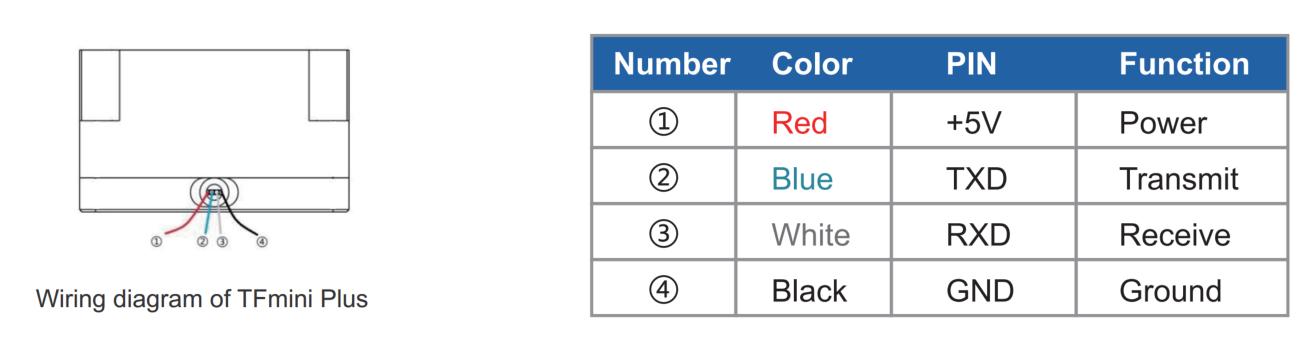 ① ② ③ ④
Wiring diagram of TFmini Plus
Number Color PIN Function
① Red +5V Power
② Blue TXD Transmit
③ White RXD Receive
④ Black GND Ground